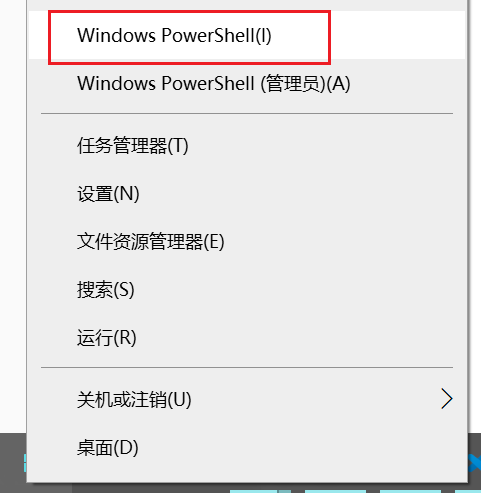 Windows PowerShell(I)
Windows PowerShell (管理员)(A)
任务管理器(T)
设置(N)
文件资源管理器(E)
搜索(S)
运行(R)
关机或注销(U)
桌面(D)